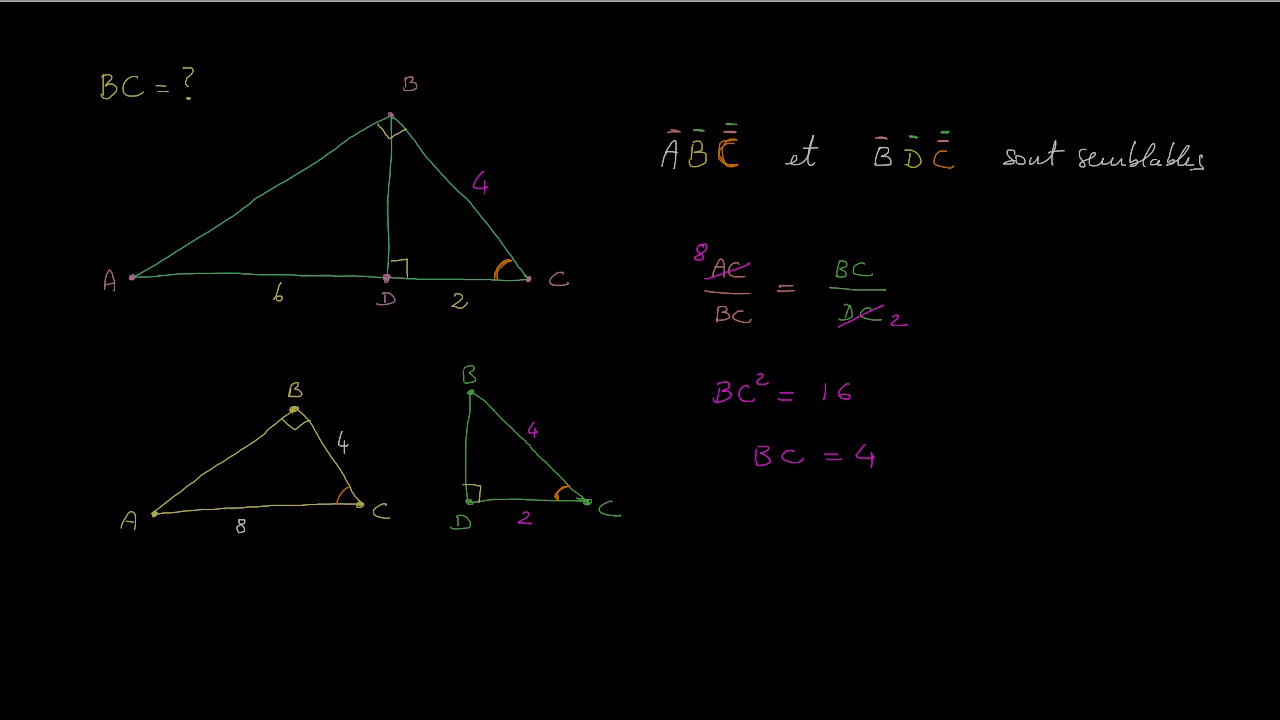 BC = ?
B
4
A
D
C
6
2
ABC et BDC sont semblables
8
AC/BC = BC/DC 2
BC² = 16
BC = 4
B
4
A
C
8
B
4
D
C
2